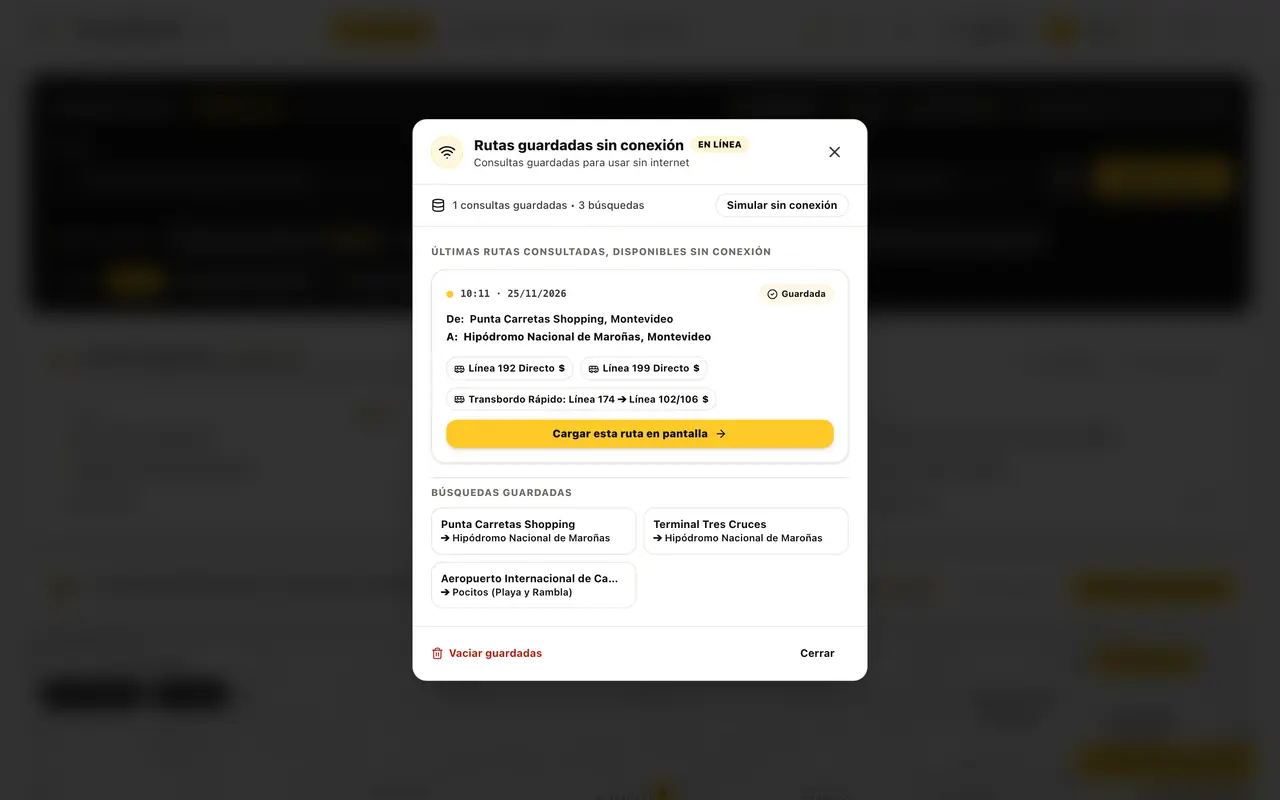 Rutas guardadas sin conexión EN LÍNEA
Consultas guardadas para usar sin internet
1 consultas guardadas • 3 búsquedas Simular sin conexión
ÚLTIMAS RUTAS CONSULTADAS, DISPONIBLES SIN CONEXIÓN
10:11 · 25/11/2026 Guardada
De: Punta Carretas Shopping, Montevideo
A: Hipódromo Nacional de Maroñas, Montevideo
Línea 192 Directo $ Línea 199 Directo $
Transbordo Rápido: Línea 174 ➔ Línea 102/106 $
Cargar esta ruta en pantalla →
BÚSQUEDAS GUARDADAS
Punta Carretas Shopping
➔ Hipódromo Nacional de Maroñas
Terminal Tres Cruces
➔ Hipódromo Nacional de Maroñas
Aeropuerto Internacional de Ca...
➔ Pocitos (Playa y Rambla)
Vaciar guardadas Cerrar